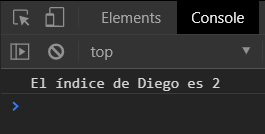 Elements Console
top
El índice de Diego es 2